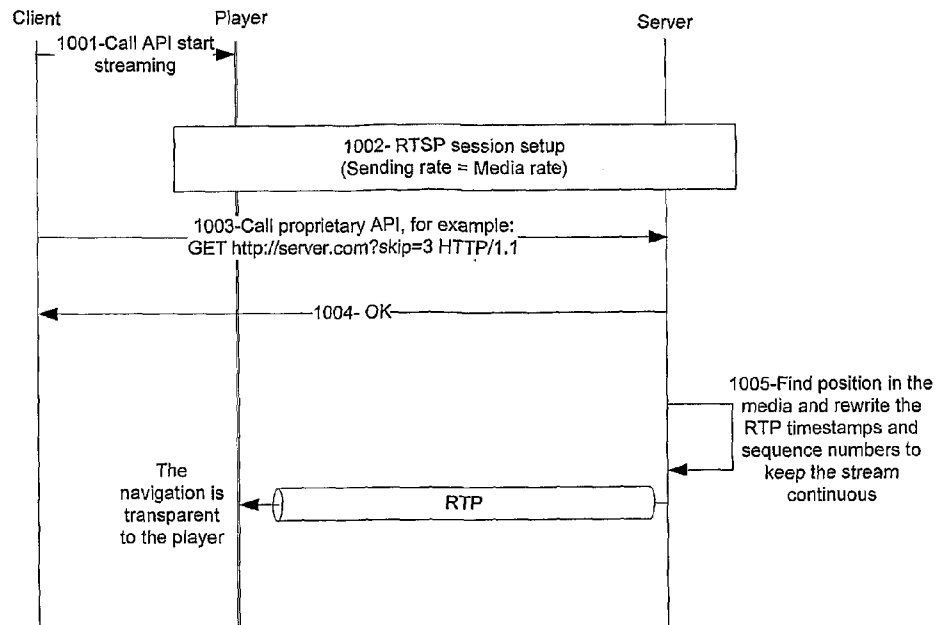 Client
Player
Server
1001-Call API start
streaming
1002- RTSP session setup
(Sending rate = Media rate)
1003-Call proprietary API, for example:
GET http://server.com?skip=3 HTTP/1.1
1004- OK
1005-Find position in the
media and rewrite the
RTP timestamps and
sequence numbers to
keep the stream
continuous
The
navigation is
transparent
to the player
RTP